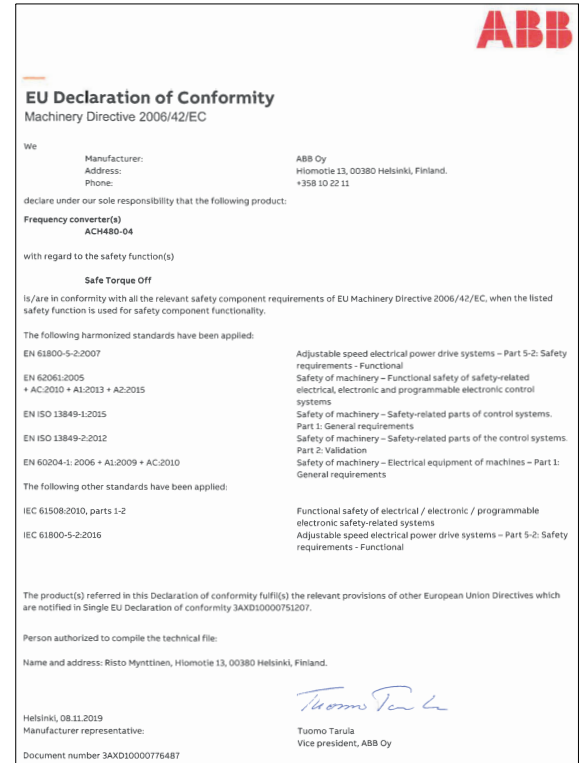 ABB
EU Declaration of Conformity
Machinery Directive 2006/42/EC
We
Manufacturer: ABB Oy
Address: Hiomotie 13, 00380 Helsinki, Finland.
Phone: +358 10 22 11
declare under our sole responsibility that the following product:
Frequency converter(s)
ACH480-04
with regard to the safety function(s)
Safe Torque Off
is/are in conformity with all the relevant safety component requirements of EU Machinery Directive 2006/42/EC, when the listed
safety function is used for safety component functionality.
The following harmonized standards have been applied:
EN 61800-5-2:2007 Adjustable speed electrical power drive systems – Part 5-2: Safety
requirements - Functional
EN 62061:2005 Safety of machinery – Functional safety of safety-related
+ AC:2010 + A1:2013 + A2:2015 electrical, electronic and programmable electronic control
systems
EN ISO 13849-1:2015 Safety of machinery – Safety-related parts of control systems.
Part 1: General requirements
EN ISO 13849-2:2012 Safety of machinery – Safety-related parts of the control systems.
Part 2: Validation
EN 60204-1: 2006 + A1:2009 + AC:2010 Safety of machinery – Electrical equipment of machines – Part 1:
General requirements
The following other standards have been applied:
IEC 61508:2010, parts 1-2 Functional safety of electrical / electronic / programmable
electronic safety-related systems
IEC 61800-5-2:2016 Adjustable speed electrical power drive systems – Part 5-2: Safety
requirements - Functional
The product(s) referred in this Declaration of conformity fulfil(s) the relevant provisions of other European Union Directives which
are notified in Single EU Declaration of conformity 3AXD10000751207.
Person authorized to compile the technical file:
Name and address: Risto Mynttinen, Hiomotie 13, 00380 Helsinki, Finland.
Helsinki, 08.11.2019
Manufacturer representative: Tuomo Tarula
Vice president, ABB Oy
Document number 3AXD10000776487